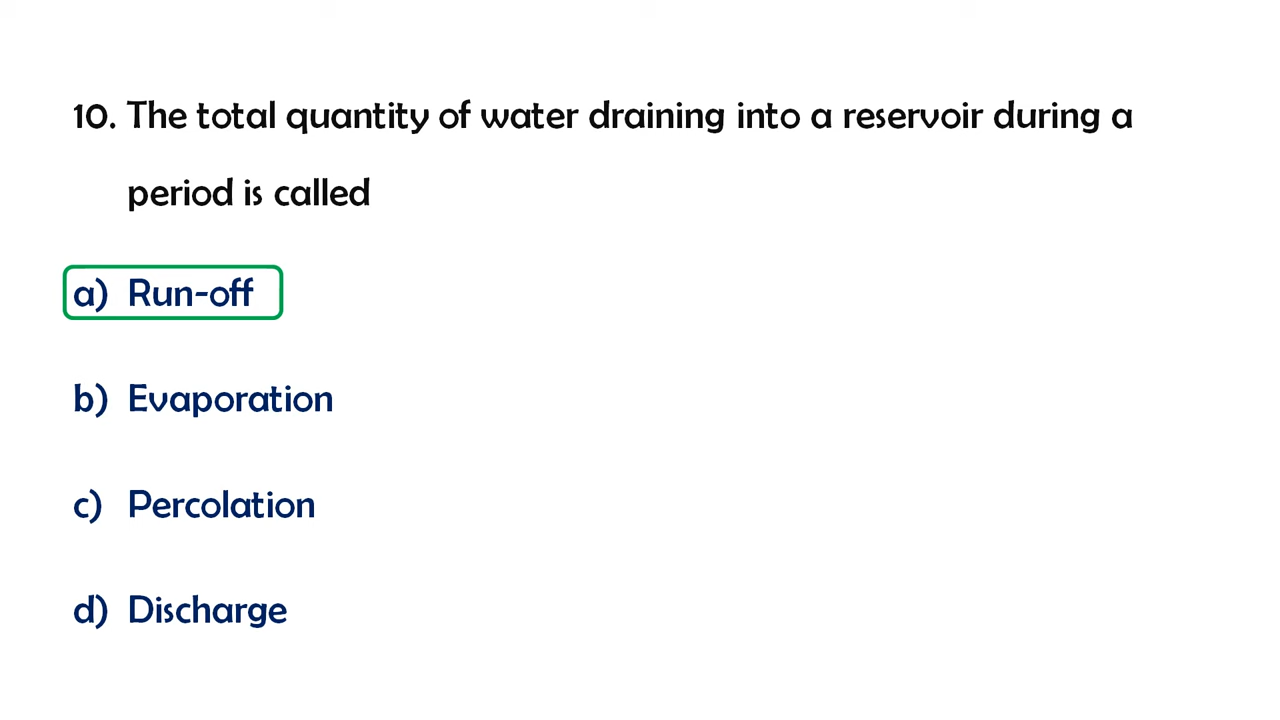 10. The total quantity of water draining into a reservoir during a
period is called
a) Run-off
b) Evaporation
c) Percolation
d) Discharge